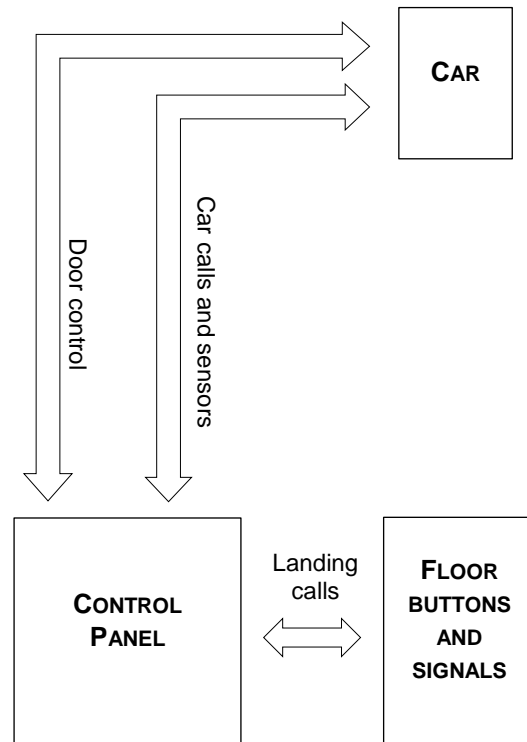 CAR
Door control
Car calls and sensors
Landing
calls
CONTROL
PANEL
FLOOR
BUTTONS
AND
SIGNALS